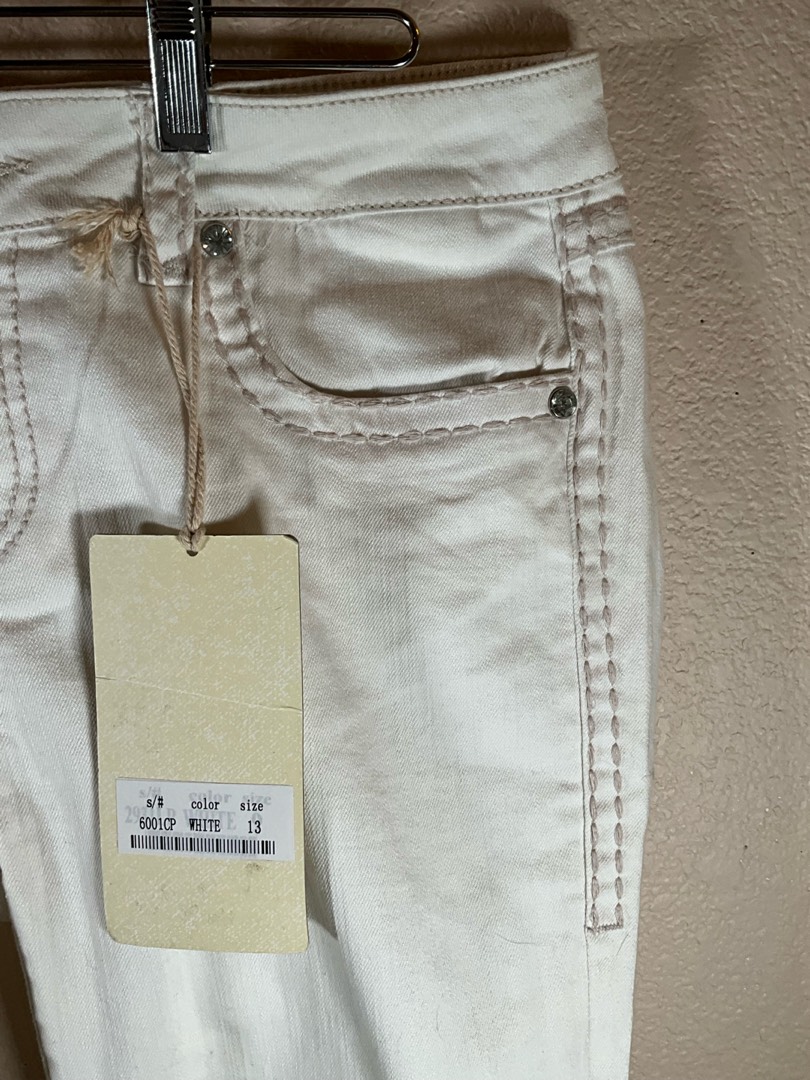 s/# color size
6001CP WHITE 13